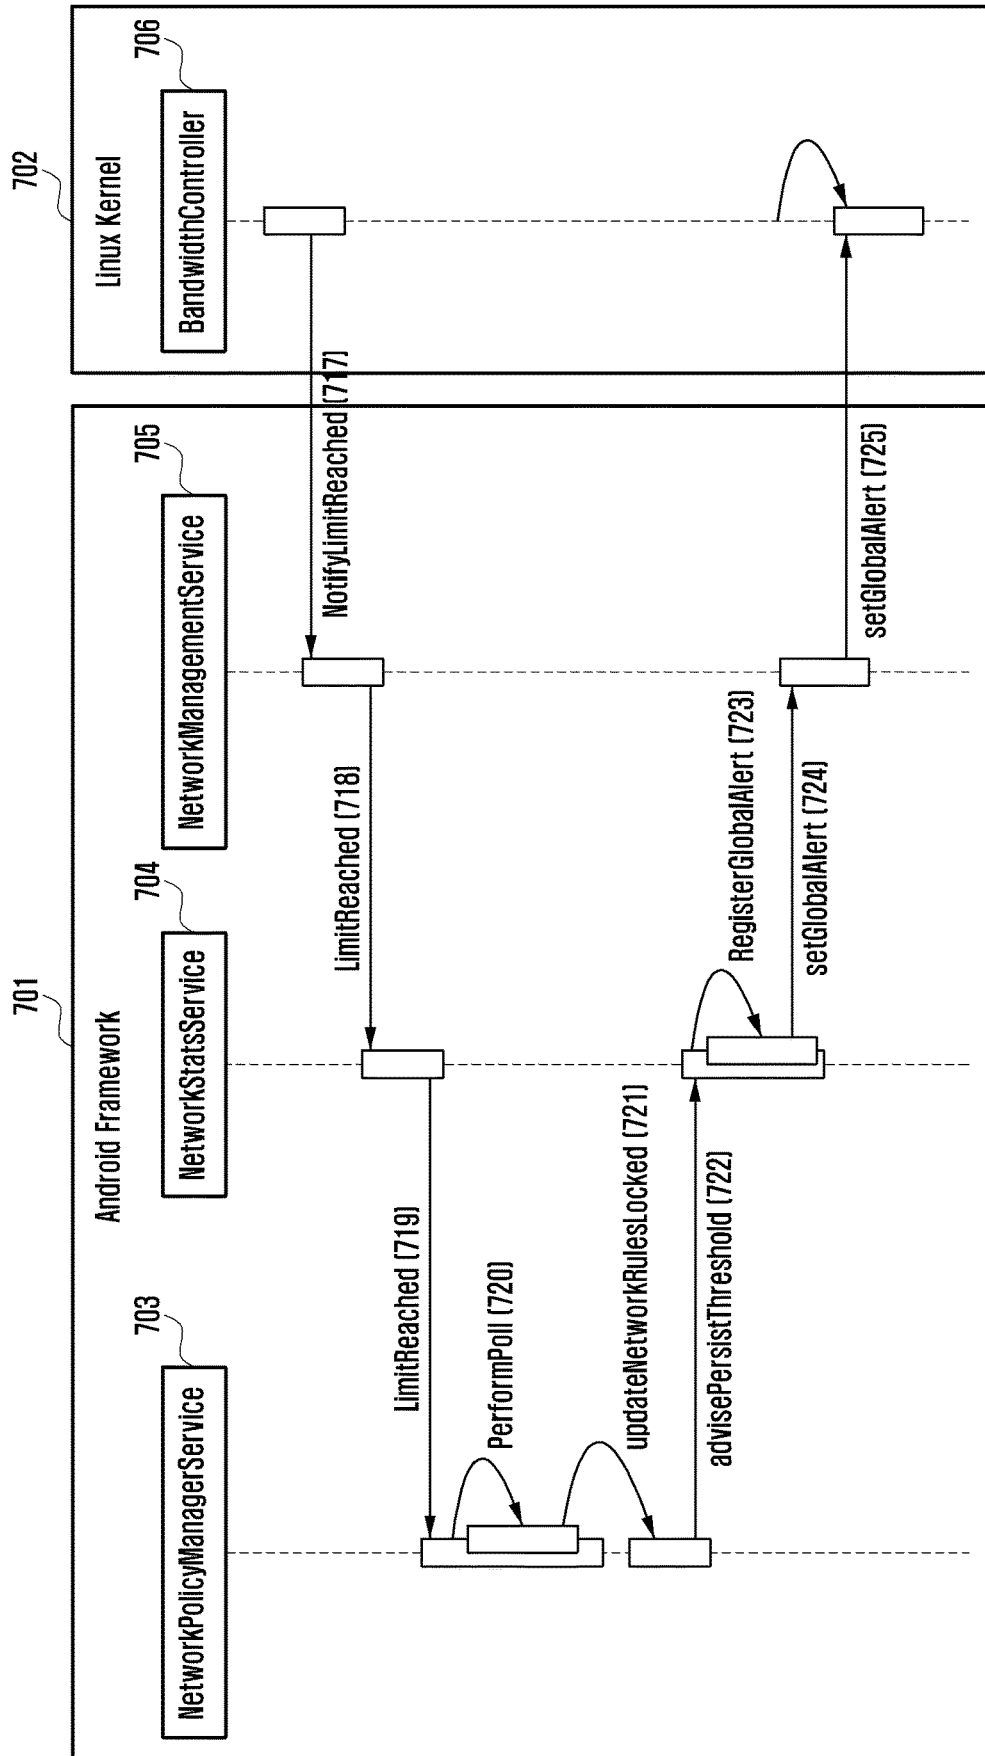 701
702
Android Framework
Linux Kernel
703
704
705
706
NetworkPolicyManagerService
NetworkStatsService
NetworkManagementService
BandwidthController
NotifyLimitReached (717)
LimitReached (718)
LimitReached (719)
PerformPoll (720)
updateNetworkRulesLocked (721)
advisePersistThreshold (722)
RegisterGlobalAlert (723)
setGlobalAlert (724)
setGlobalAlert (725)